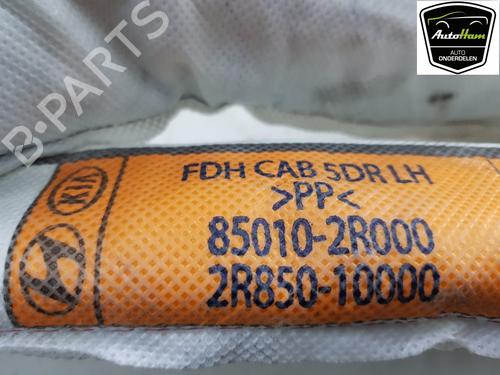 AutoHam
AUTO
ONDERDELEN
B-PARTS
KIA
FDH CAB 5DR LH
>PP<
85010-2R000
2R850-10000